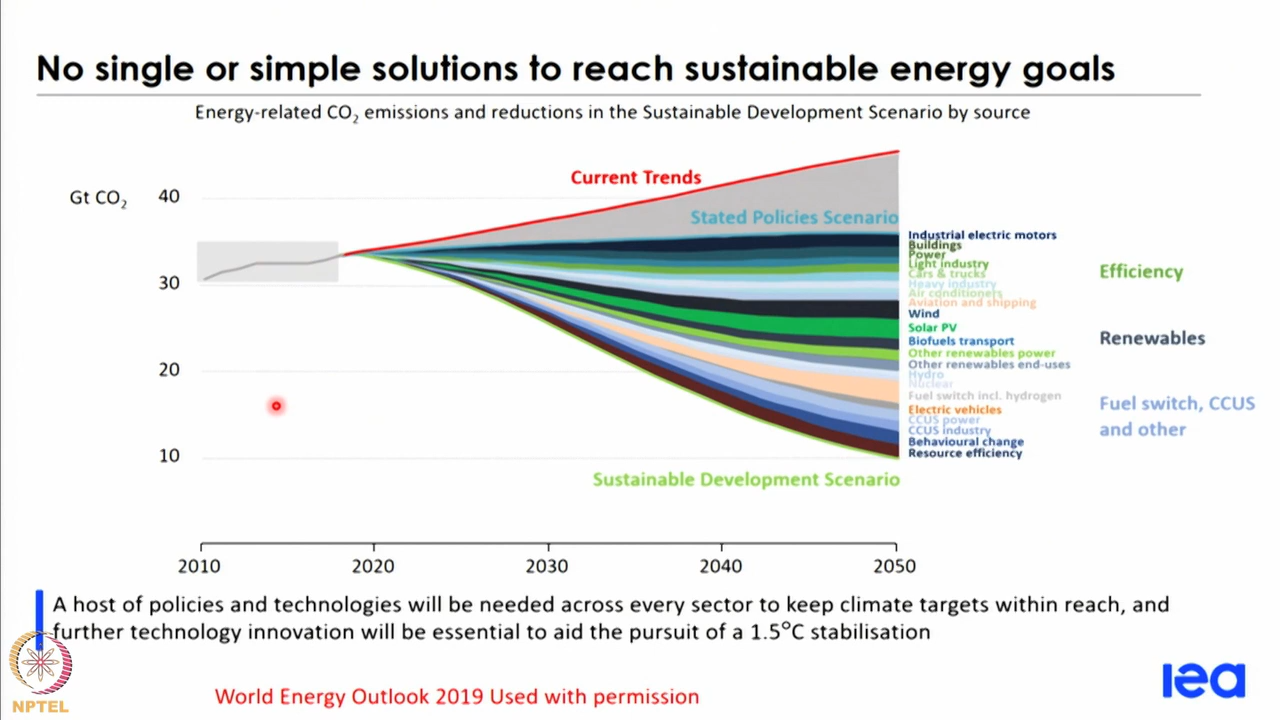 No single or simple solutions to reach sustainable energy goals
Energy-related CO₂ emissions and reductions in the Sustainable Development Scenario by source
Gt CO₂
40
30
20
10
Current Trends
Stated Policies Scenario
Sustainable Development Scenario
Industrial electric motors
Buildings
Power
Light industry
Cars & trucks
Heavy industry
Air conditioners
Aviation and shipping
Wind
Solar PV
Biofuels transport
Other renewables power
Other renewables end-uses
Hydro
Nuclear
Fuel switch incl. hydrogen
Electric vehicles
CCUS power
CCUS industry
Behavioural change
Resource efficiency
Efficiency
Renewables
Fuel switch, CCUS
and other
2010 2020 2030 2040 2050
A host of policies and technologies will be needed across every sector to keep climate targets within reach, and
further technology innovation will be essential to aid the pursuit of a 1.5°C stabilisation
NPTEL
World Energy Outlook 2019 Used with permission
iea